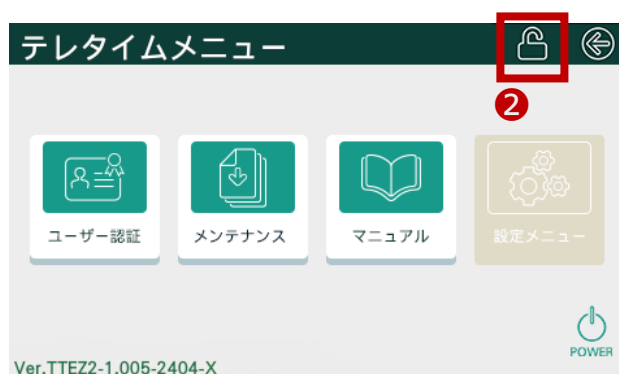 テレタイムメニュー
❷
ユーザー認証
メンテナンス
マニュアル
設定メニュー
POWER
Ver.TTEZ2-1.005-2404-X